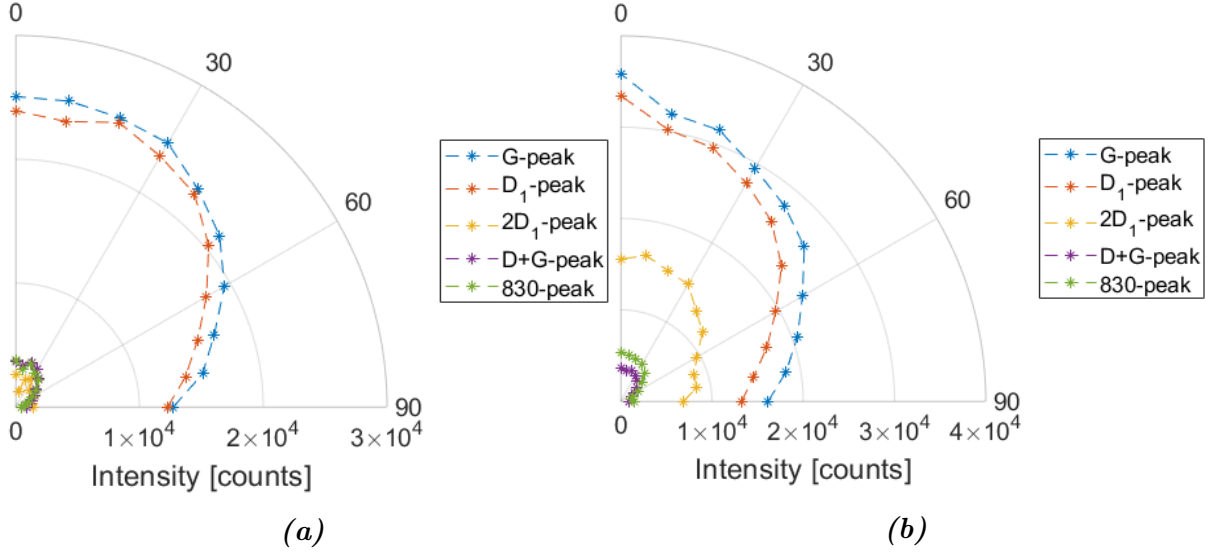 0
30
60
90
0
1×10⁴
2×10⁴
3×10⁴
Intensity [counts]
G-peak
D₁-peak
2D₁-peak
D+G-peak
830-peak
(a)
0
30
60
90
0
1×10⁴
2×10⁴
3×10⁴
4×10⁴
Intensity [counts]
G-peak
D₁-peak
2D₁-peak
D+G-peak
830-peak
(b)